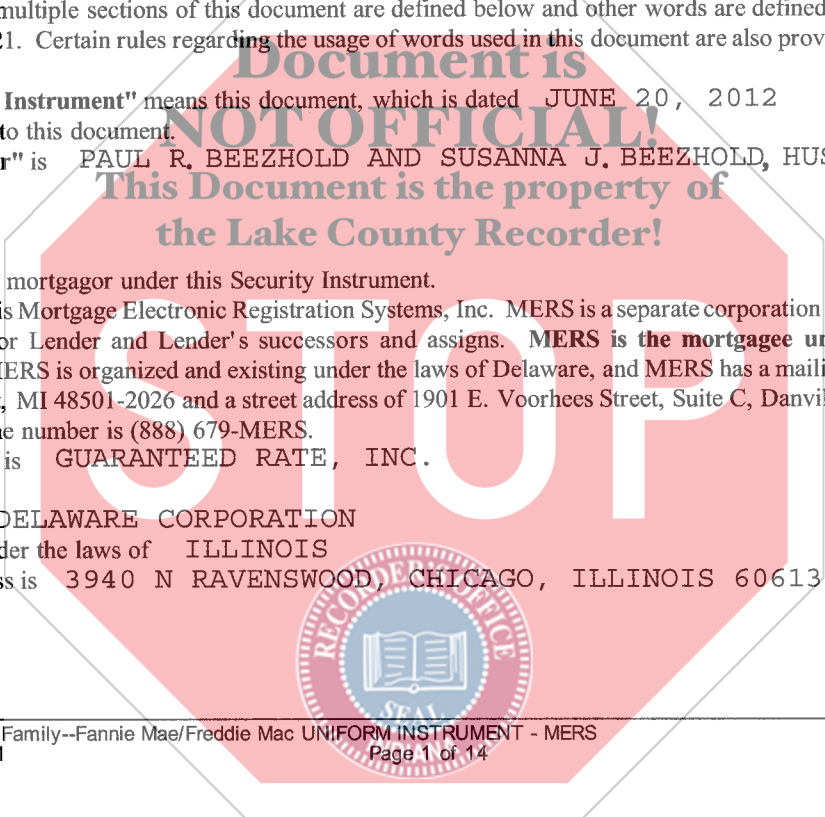 multiple sections of this document are defined below and other words are defined
21. Certain rules regarding the usage of words used in this document are also prov
Document is
Instrument" means this document, which is dated JUNE 20, 2012
NOT OFFICIAL!
to this document.
r" is PAUL R. BEEZHOLD AND SUSANNA J. BEEZHOLD, HUS
This Document is the property of
the Lake County Recorder!
mortgagor under this Security Instrument.
is Mortgage Electronic Registration Systems, Inc. MERS is a separate corporation
or Lender and Lender's successors and assigns. MERS is the mortgagee un
MERS is organized and existing under the laws of Delaware, and MERS has a maili
, MI 48501-2026 and a street address of 1901 E. Voorhees Street, Suite C, Danvil
e number is (888) 679-MERS.
STOP
is GUARANTEED RATE, INC.
DELAWARE CORPORATION
der the laws of ILLINOIS
ss is 3940 N RAVENSWOOD, CHICAGO, ILLINOIS 60613
RECORDER'S OFFICE
SEAL
INDIANA
Family--Fannie Mae/Freddie Mac UNIFORM INSTRUMENT - MERS
Page 1 of 14